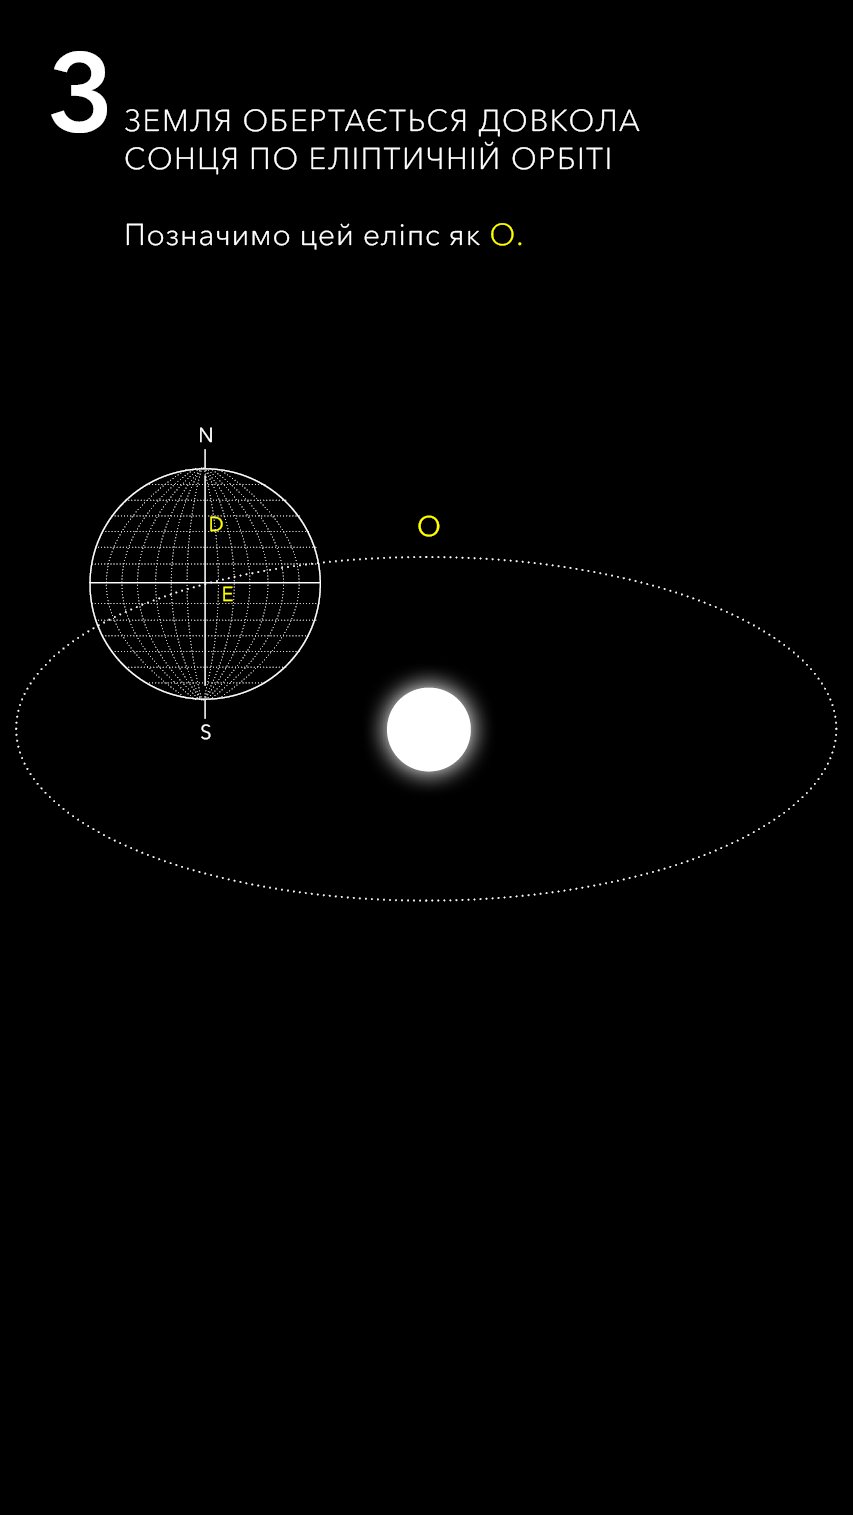 3
ЗЕМЛЯ ОБЕРТАЄТЬСЯ ДОВКОЛА
СОНЦЯ ПО ЕЛІПТИЧНІЙ ОРБІТІ
Позначимо цей еліпс як О.
N
D
O
E
S